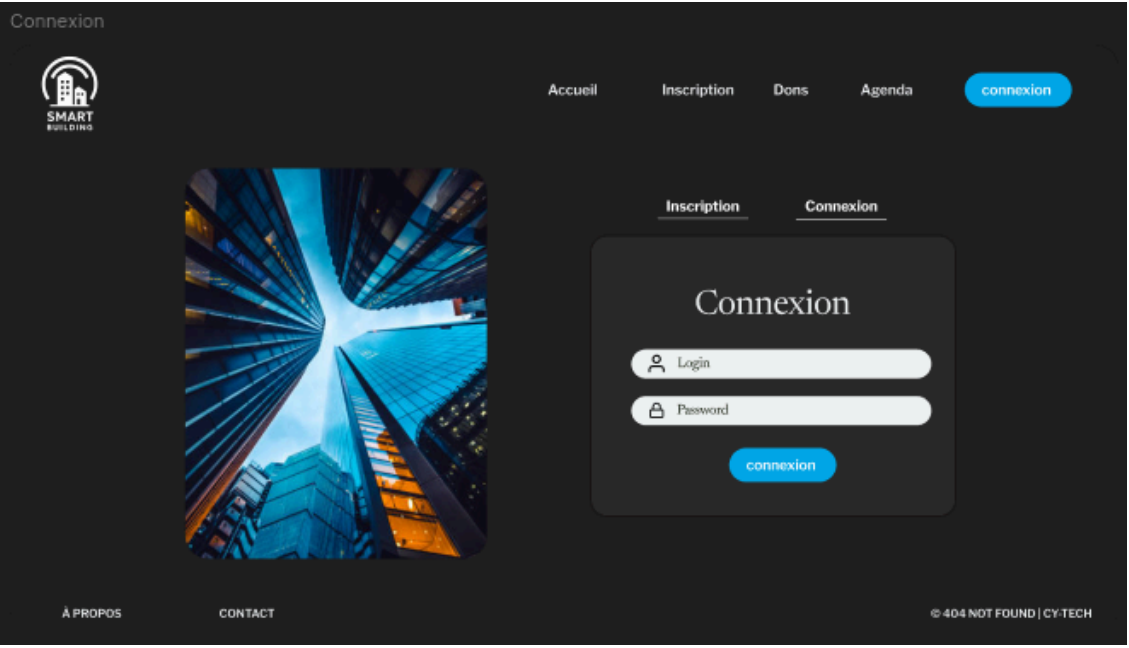 Connexion
SMART
BUILDING
Accueil Inscription Dons Agenda connexion
Inscription Connexion
Connexion
Login
Password
connexion
À PROPOS CONTACT © 404 NOT FOUND | CY-TECH